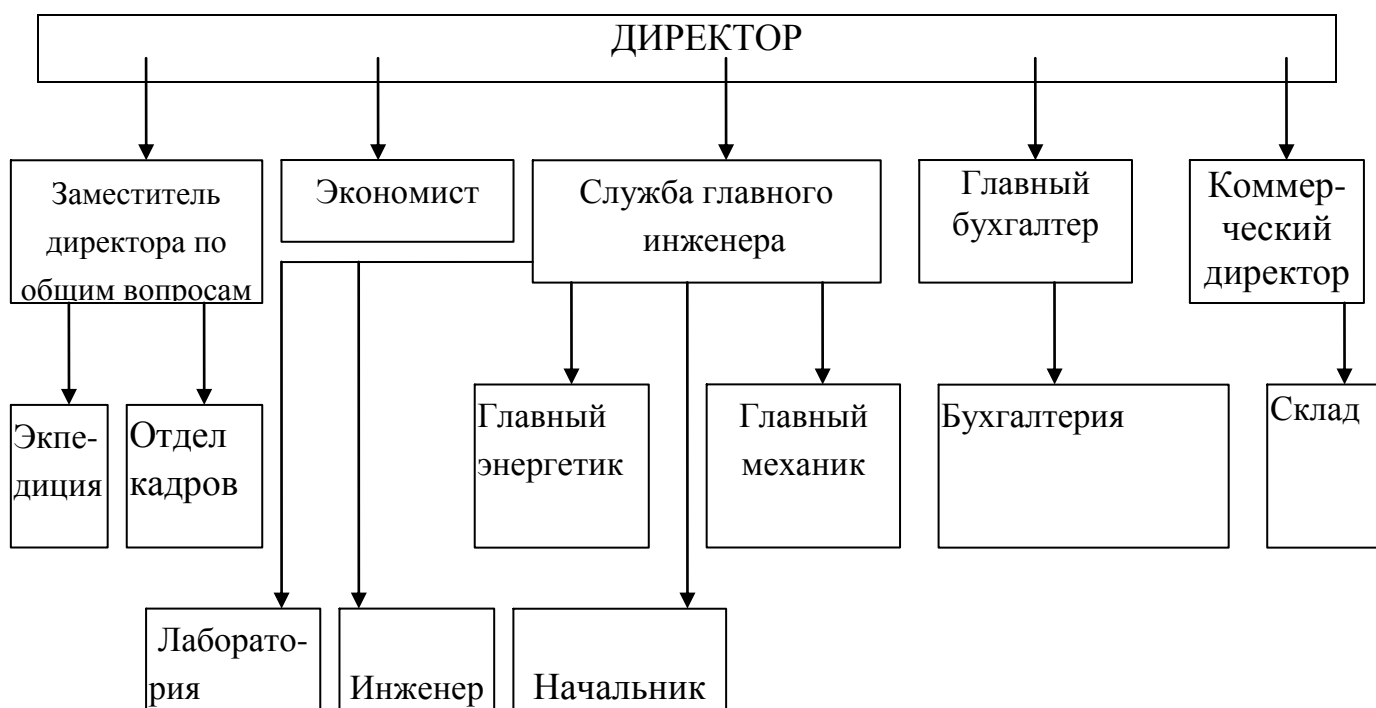 ДИРЕКТОР
Заместитель
директора по
общим вопросам
Экономист
Служба главного
инженера
Главный
бухгалтер
Коммер-
ческий
директор
Экпе-
диция
Отдел
кадров
Главный
энергетик
Главный
механик
Бухгалтерия
Склад
Лаборато-
рия
Инженер
Начальник